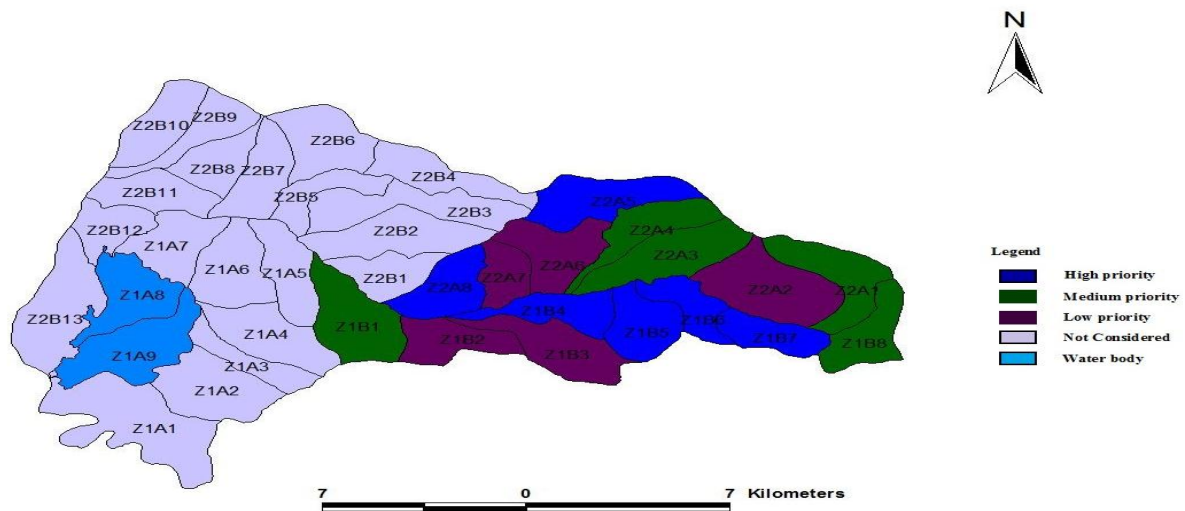 N
Z2B10
Z2B9
Z2B6
Z2B8
Z2B7
Z2B4
Z2B11
Z2B5
Z2A5
Z2B3
Z2B12
Z2B2
Z2A4
Z1A7
Z2A3
Z1A6
Z1A5
Z2A6
Z2B1
Z2A7
Z2A8
Z2A2
Z2A1
Z1A8
Z1B4
Z2B13
Z1B1
Z1B6
Z1A4
Z1B5
Z1B2
Z1B7
Z1A9
Z1B3
Z1B8
Z1A3
Z1A2
Z1A1
Legend
High priority
Medium priority
Low priority
Not Considered
Water body
7 0 7 Kilometers